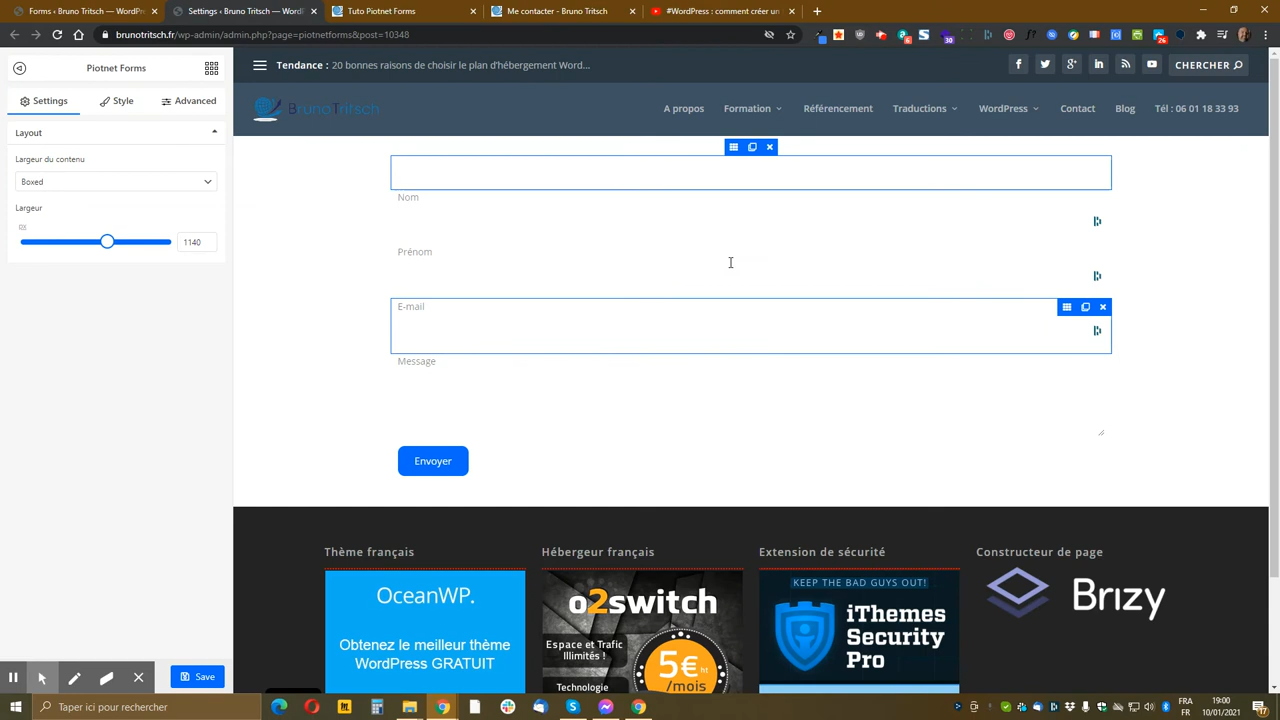 Forms ‹ Bruno Tritsch — WordPr
Settings ‹ Bruno Tritsch — WordP
Tuto Piotnet Forms
Me contacter - Bruno Tritsch
#WordPress : comment créer un
brunotritsch.fr/wp-admin/admin.php?page=piotnetforms&post=10348
Piotnet Forms
Settings
Style
Advanced
Layout
Largeur du contenu
Boxed
Largeur
PX
1140
Save
Tendance : 20 bonnes raisons de choisir le plan d'hébergement Word...
CHERCHER
BrunoTritsch
A propos
Formation
Référencement
Traductions
WordPress
Contact
Blog
Tél : 06 01 18 33 93
Nom
Prénom
E-mail
Message
Envoyer
Thème français
Hébergeur français
Extension de sécurité
Constructeur de page
OceanWP.
Obtenez le meilleur thème
WordPress GRATUIT
o2switch
Espace et Trafic
Illimités !
Technologie
5€ ht
/mois
KEEP THE BAD GUYS OUT!
iThemes
Security
Pro
Brizy
Taper ici pour rechercher
FRA
FR
19:00
10/01/2021